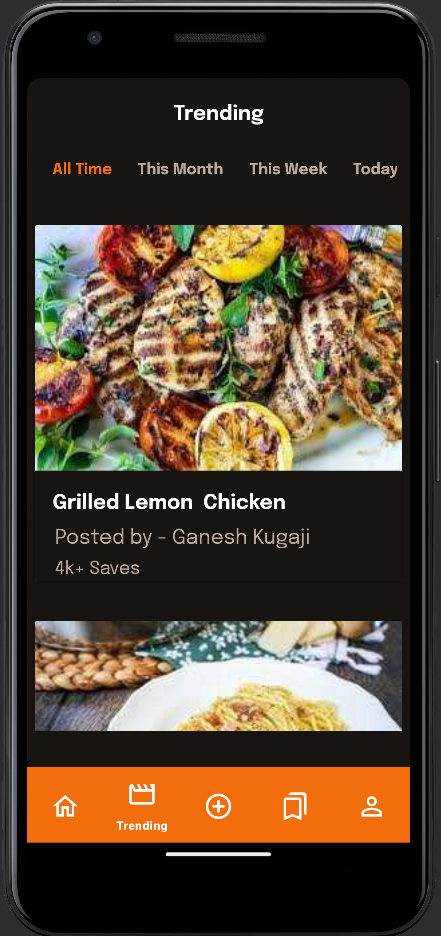 Trending
All Time This Month This Week Today
Grilled Lemon  Chicken
Posted by - Ganesh Kugaji
4k+ Saves
Trending